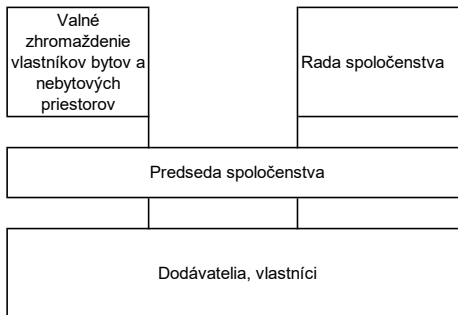 Valné
zhromaždenie
vlastníkov bytov a
nebytových
priestorov
Rada spoločenstva
Predseda spoločenstva
Dodávatelia, vlastníci